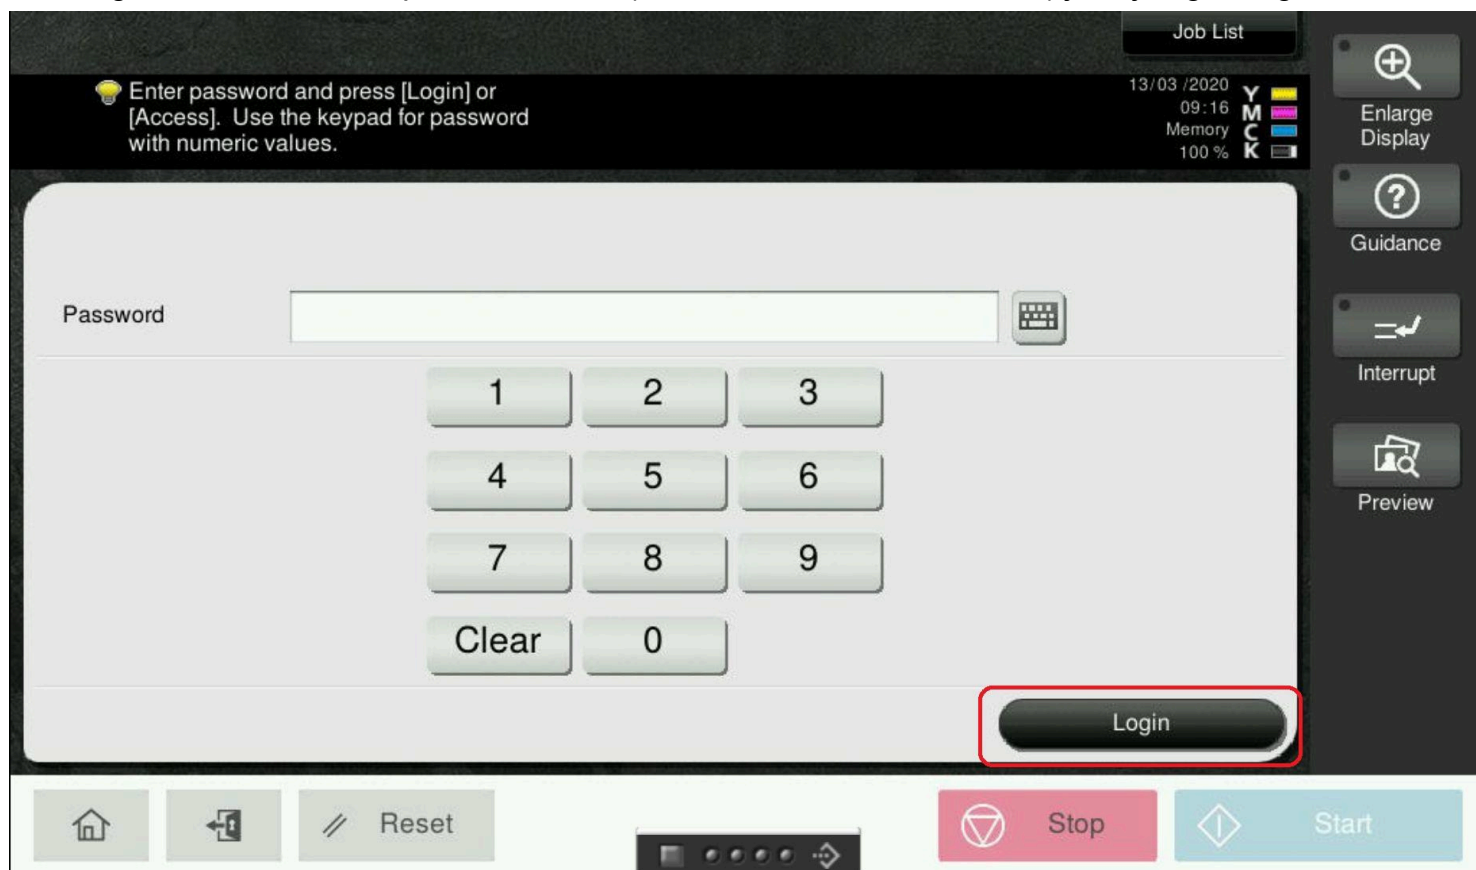 Job List
Enter password and press [Login] or
[Access].  Use the keypad for password
with numeric values.
13/03 /2020
09:16
Memory
100 %
Y
M
C
K
Enlarge
Display
Guidance
Interrupt
Preview
Password
1 2 3
4 5 6
7 8 9
Clear 0
Login
Reset
Stop
Start